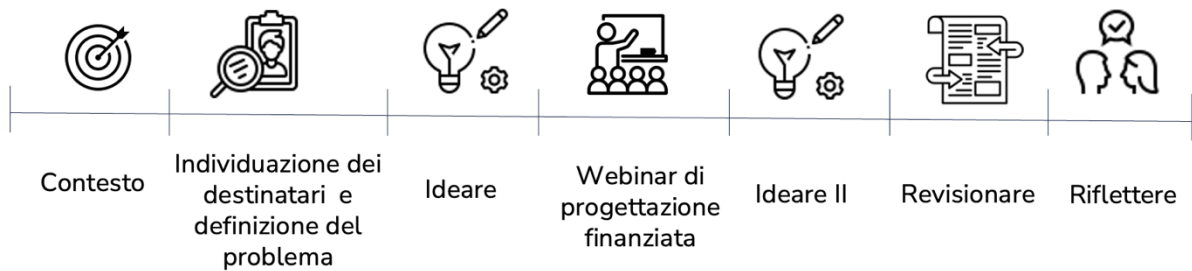 Contesto
Individuazione dei
destinatari e
definizione del
problema
Ideare
Webinar di
progettazione
finanziata
Ideare II
Revisionare
Riflettere